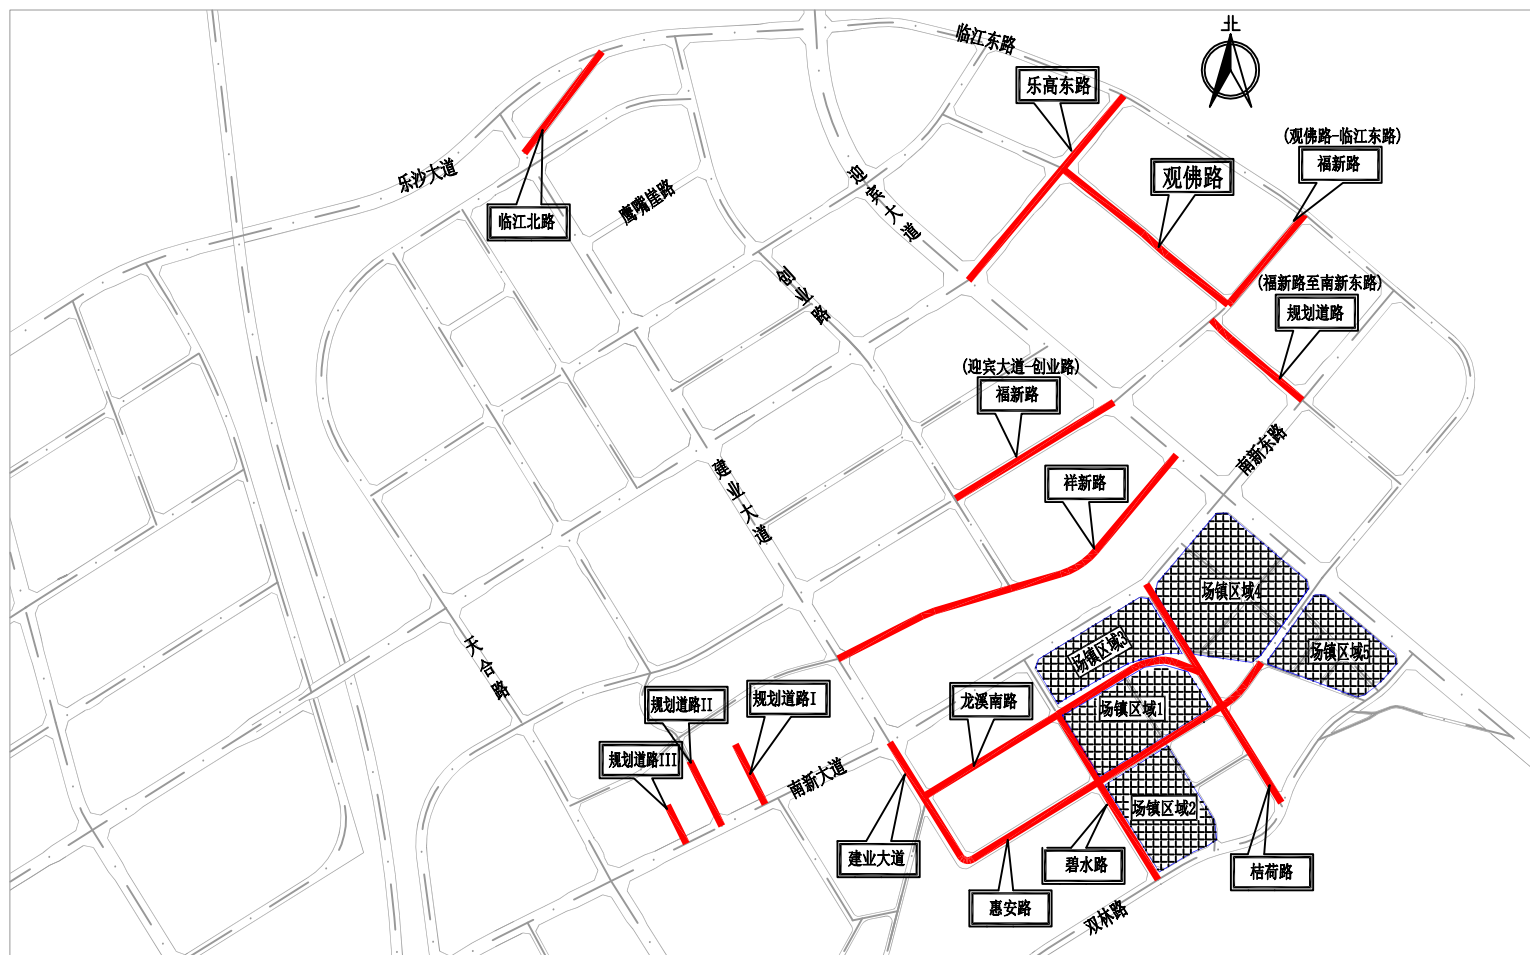 北
临江东路
乐高东路
(观佛路-临江东路)
福新路
观佛路
乐沙大道
临江北路
鹰嘴崖路
迎宾大道
创业路
(福新路至南新东路)
规划道路
(迎宾大道-创业路)
福新路
南新东路
祥新路
建业大道
场镇区域4
场镇区域3
场镇区域5
天合路
规划道路II
规划道路I
龙溪南路
场镇区域1
规划道路III
南新大道
场镇区域2
建业大道
碧水路
桔荷路
惠安路
双林路